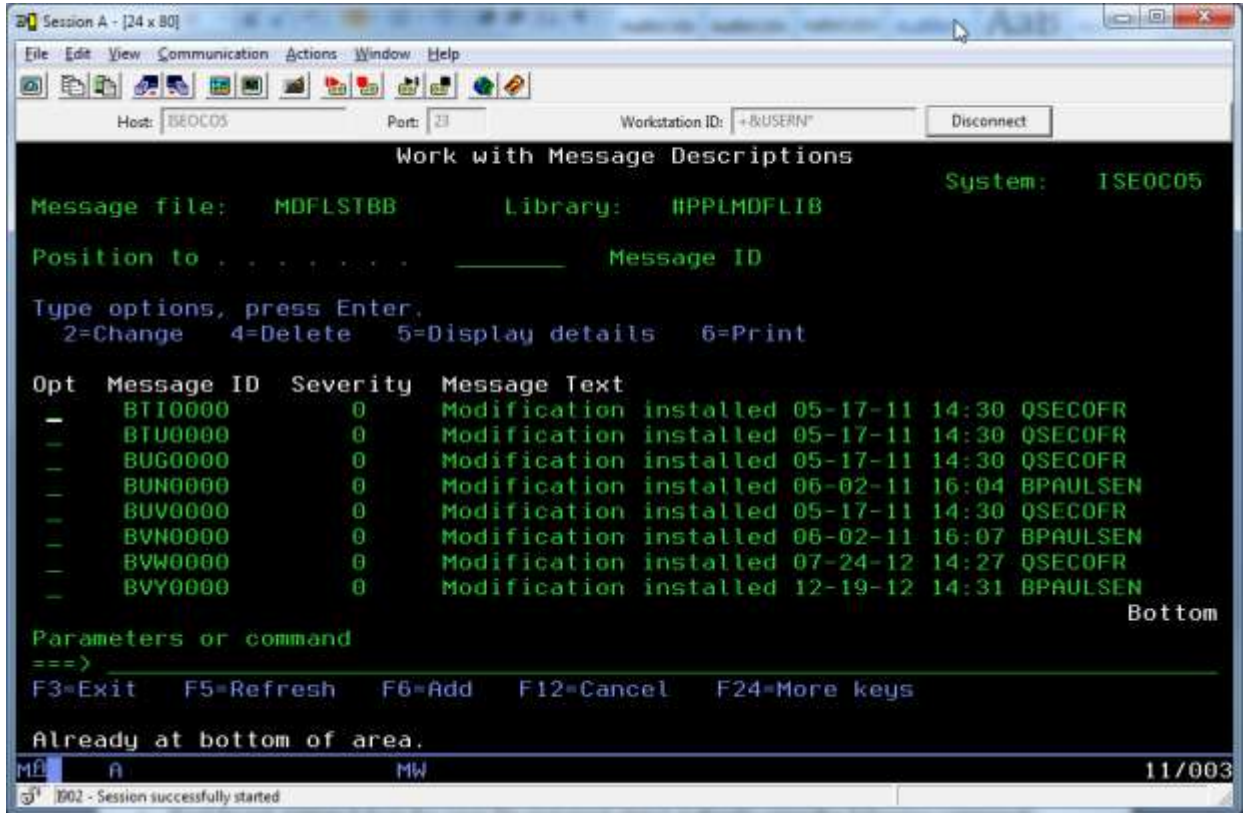 Session A - [24 x 80]
File Edit View Communication Actions Window Help
Host: ISEOCO5 Port: 23 Workstation ID: +&USERN* Disconnect
Work with Message Descriptions
System: ISEOCO5
Message file: MDFLSTBB Library: #PPLMDFLIB
Position to . . . . . . . ________ Message ID
Type options, press Enter.
2=Change 4=Delete 5=Display details 6=Print
Opt Message ID Severity Message Text
_ BTI0000 0 Modification installed 05-17-11 14:30 QSECOFR
_ BTU0000 0 Modification installed 05-17-11 14:30 QSECOFR
_ BUG0000 0 Modification installed 05-17-11 14:30 QSECOFR
_ BUN0000 0 Modification installed 06-02-11 16:04 BPAULSEN
_ BUV0000 0 Modification installed 05-17-11 14:30 QSECOFR
_ BVN0000 0 Modification installed 06-02-11 16:07 BPAULSEN
_ BVW0000 0 Modification installed 07-24-12 14:27 QSECOFR
_ BVY0000 0 Modification installed 12-19-12 14:31 BPAULSEN
Bottom
Parameters or command
===>
F3=Exit F5=Refresh F6=Add F12=Cancel F24=More keys
Already at bottom of area.
MA A MW 11/003
I902 - Session successfully started